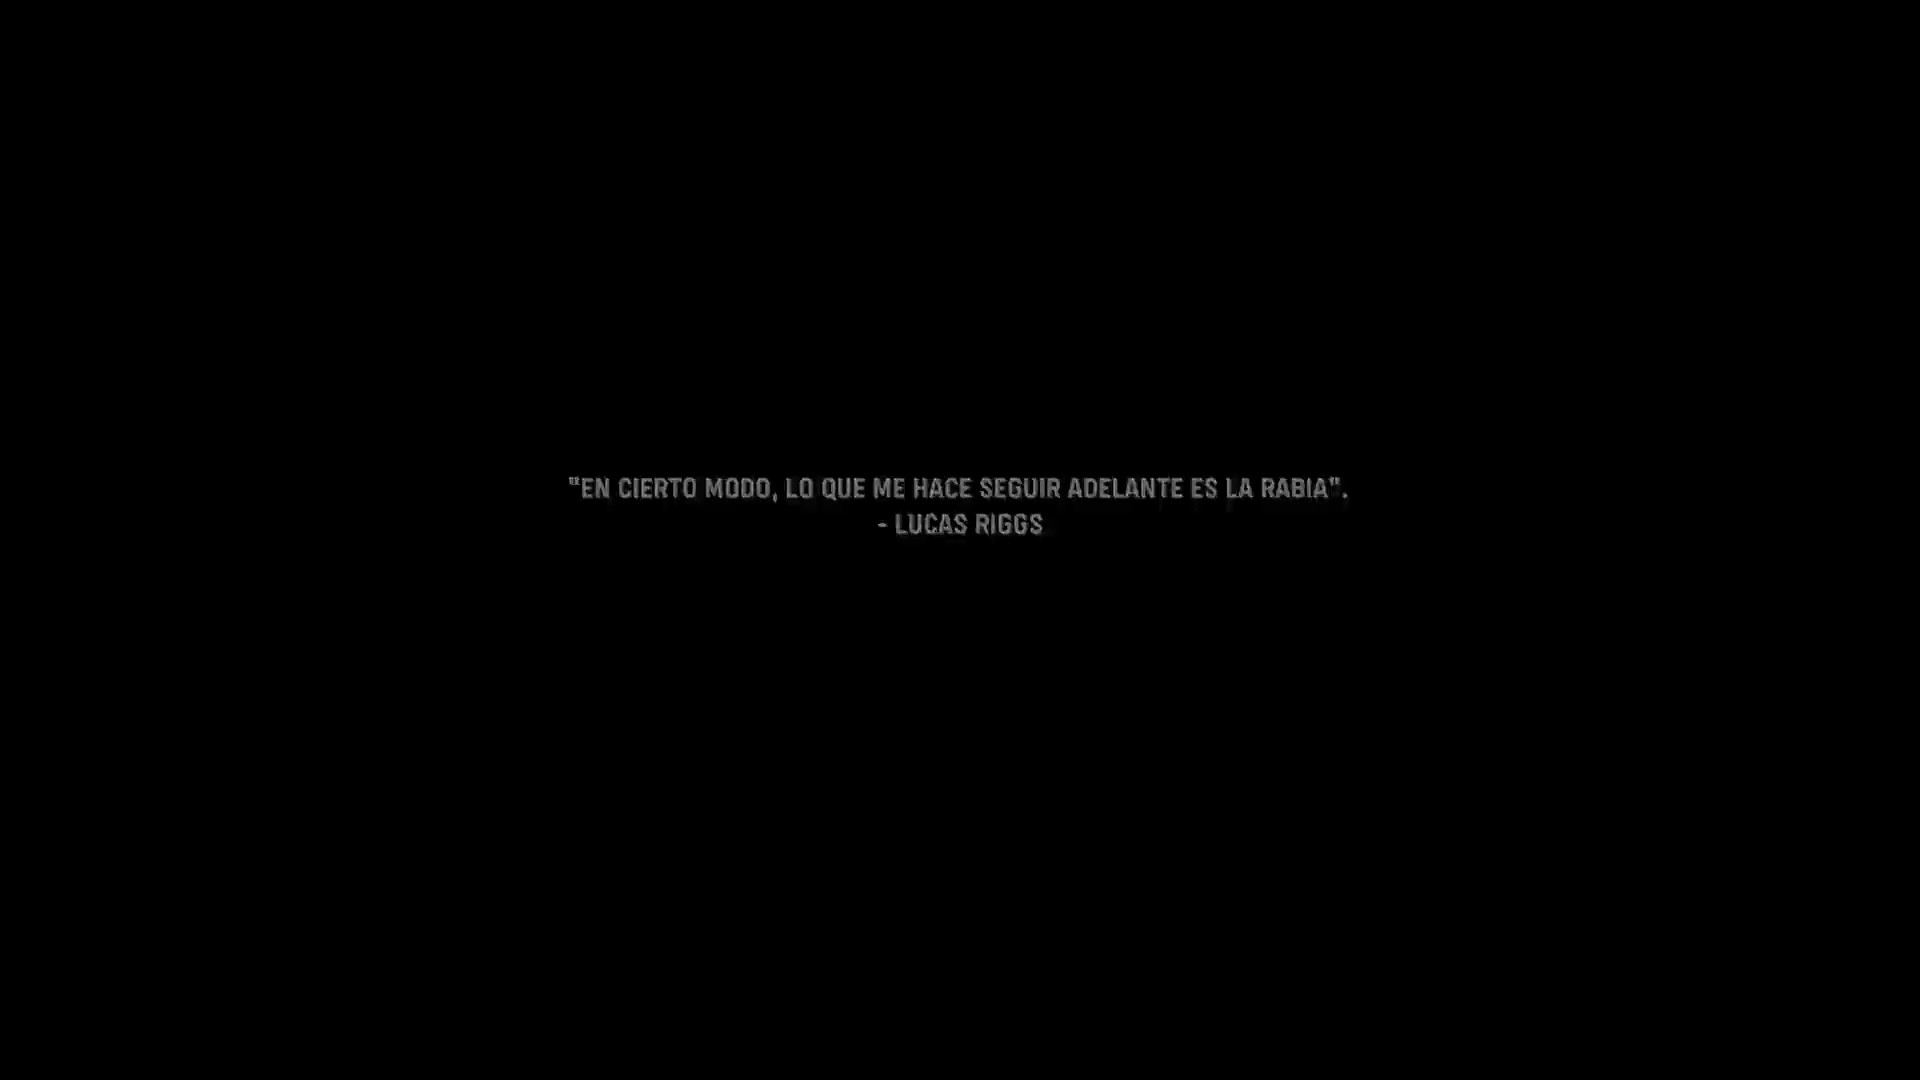 "EN CIERTO MODO, LO QUE ME HACE SEGUIR ADELANTE ES LA RABIA".
- LUCAS RIGGS